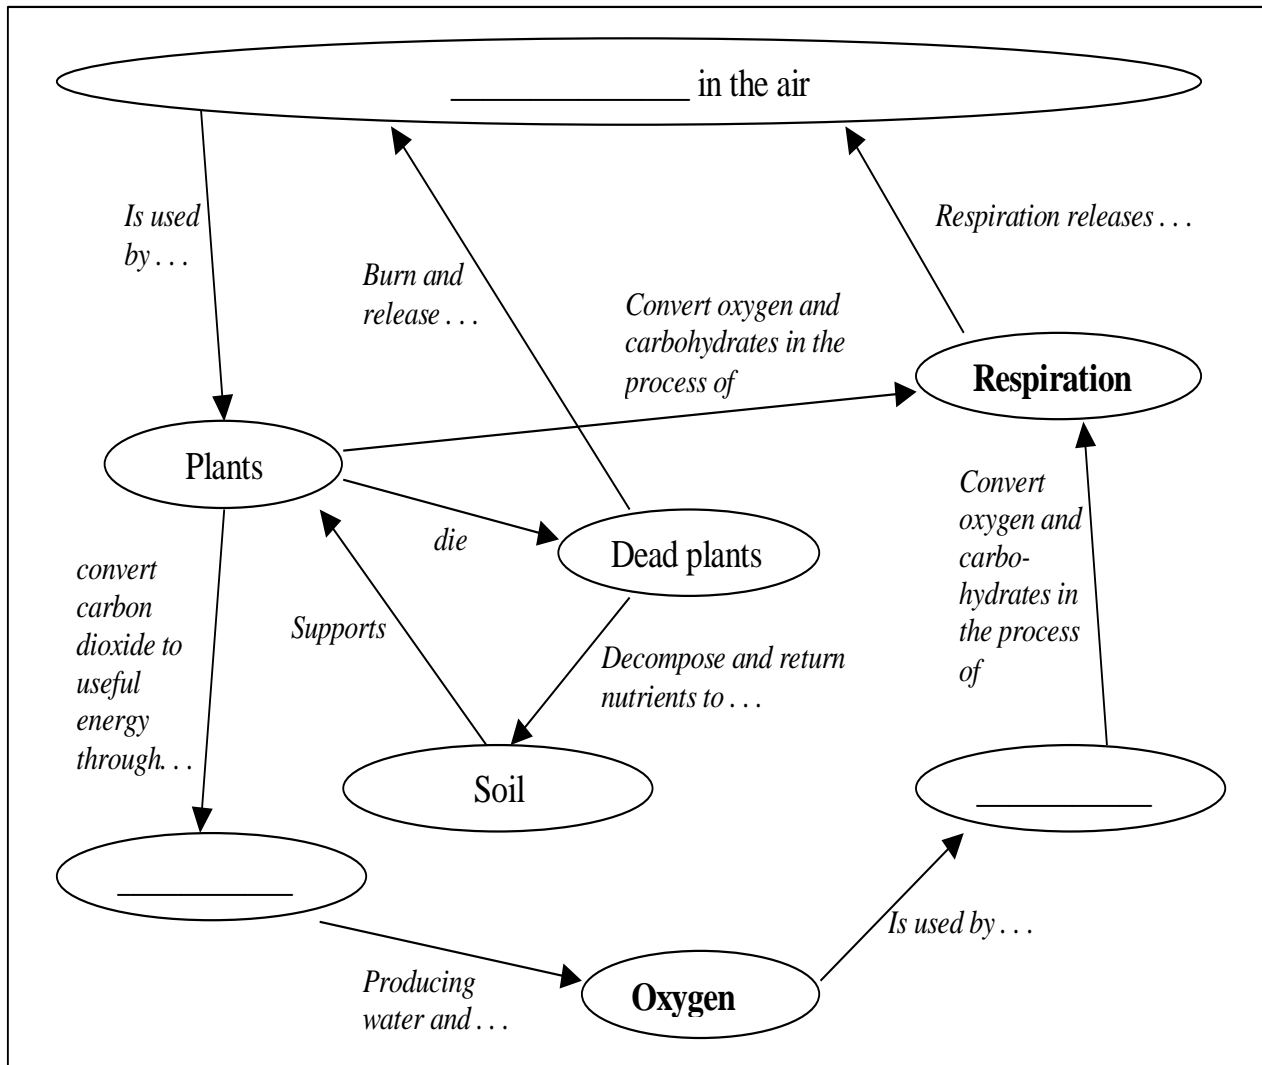 ____________ in the air
Is used
by . . .
Respiration releases . . .
Burn and
release . . .
Convert oxygen and
carbohydrates in the
process of
Respiration
Plants
Convert
oxygen and
carbo-
hydrates in
the process
of
die
Dead plants
convert
carbon
dioxide to
useful
energy
through. . .
Supports
Decompose and return
nutrients to . . .
Soil
____________
____________
Is used by . . .
Producing
water and . . .
Oxygen